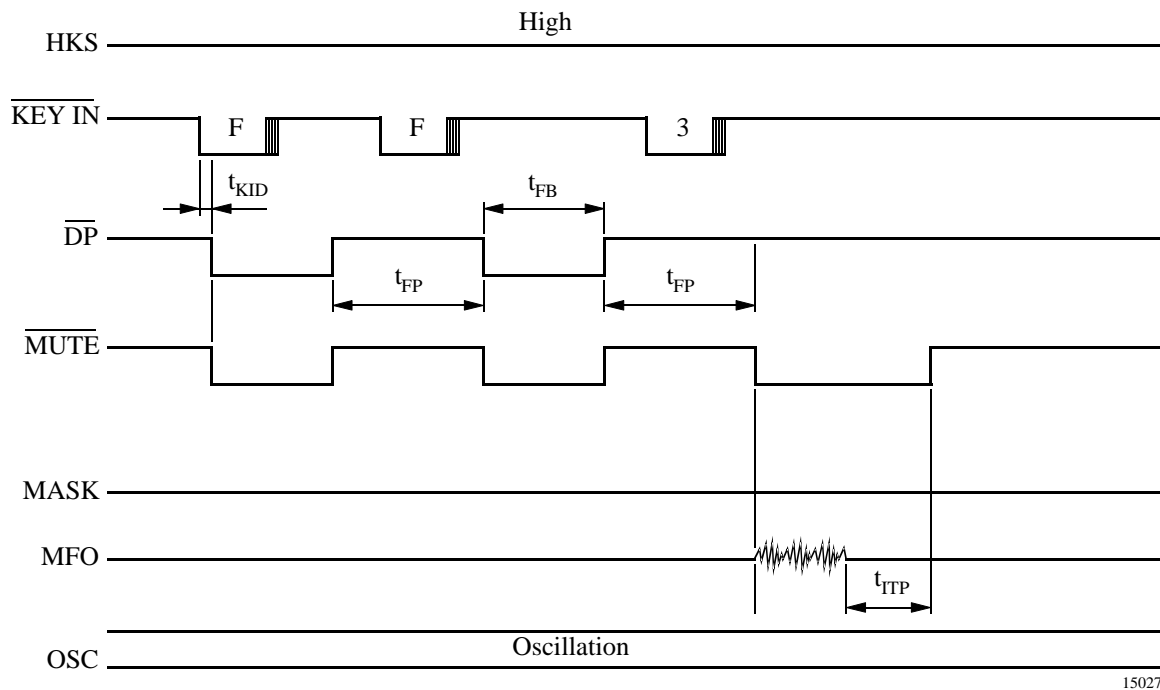 High
HKS
KEY IN
F F 3
tKID tFB
DP
tFP tFP
MUTE
MASK
MFO
tITP
Oscillation
OSC
15027